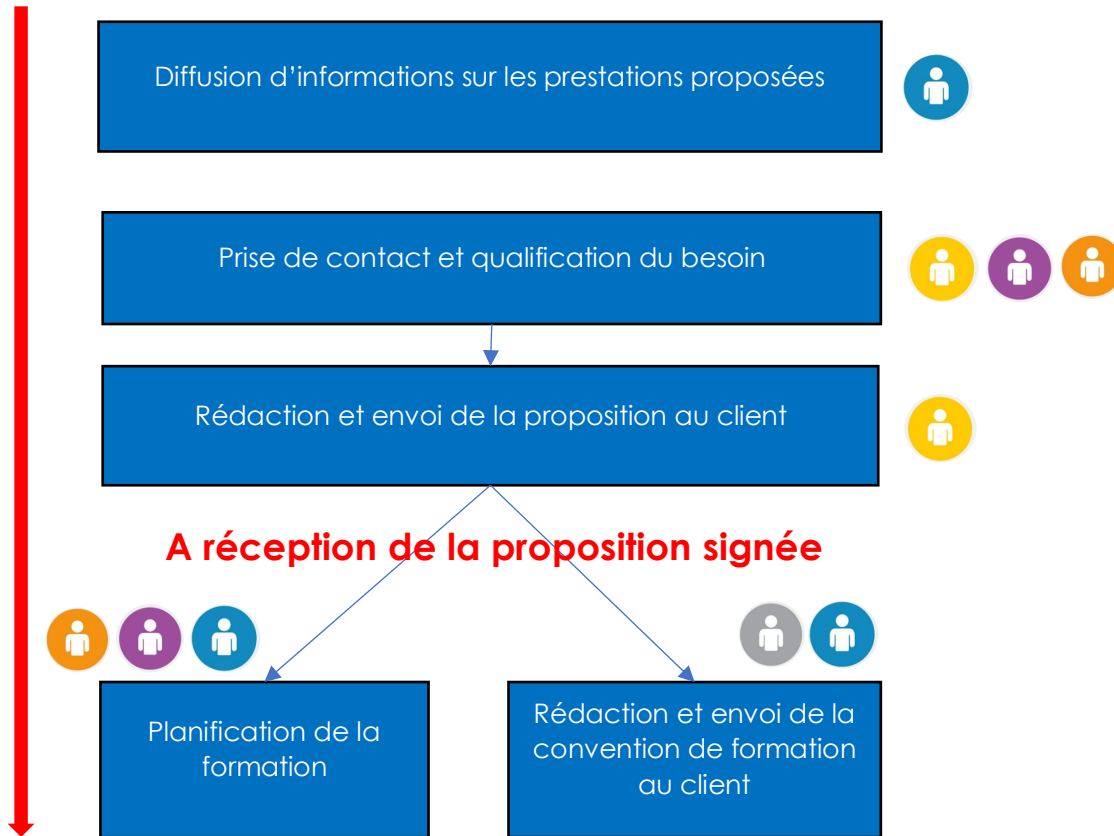 Diffusion d’informations sur les prestations proposées
Prise de contact et qualification du besoin
Rédaction et envoi de la proposition au client
A réception de la proposition signée
Planification de la
formation
Rédaction et envoi de la
convention de formation
au client